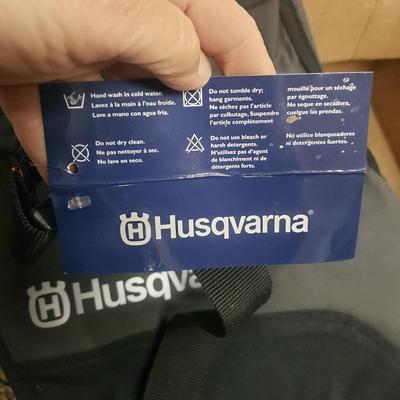 Hand wash in cold water.
Lavez à la main à l'eau froide.
Lave a mano con agua fria.
Do not dry clean.
Ne pas nettoyer à sec.
No lave en seco.
Do not tumble dry;
hang garments.
Ne séchez pas l'article
par culbutage, Suspendre
l'article complètement
mouillé pour un séchage
par égouttage.
No seque en secadora,
cuelgue las prendas.
Do not use bleach or
harsh detergents.
N'utilisez pas d'agent
de blanchiment ni de
détergents forts.
No utilice blanqueadores
ni detergentes fuertes.
Husqvarna®
Husqvarna